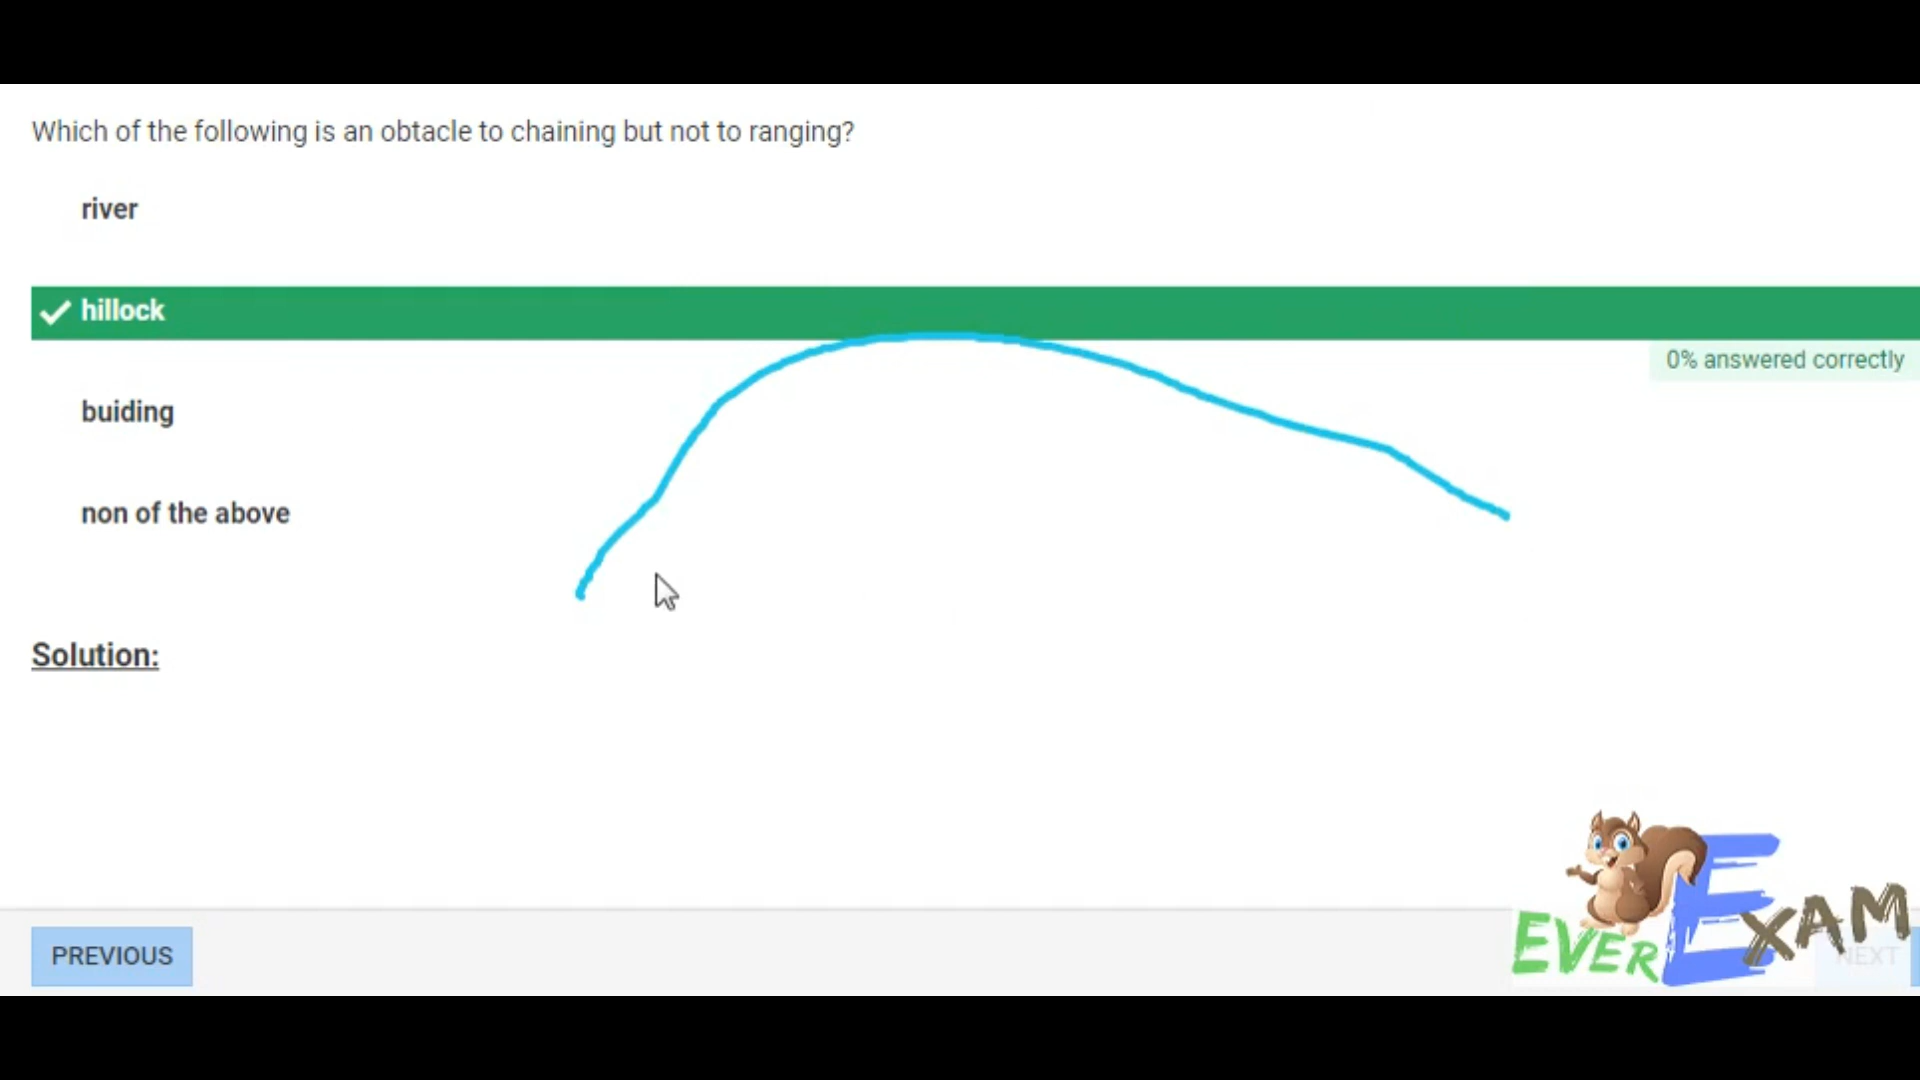 Which of the following is an obtacle to chaining but not to ranging?
river
hillock
0% answered correctly
buiding
non of the above
Solution:
PREVIOUS
EVER EXAM
NEXT